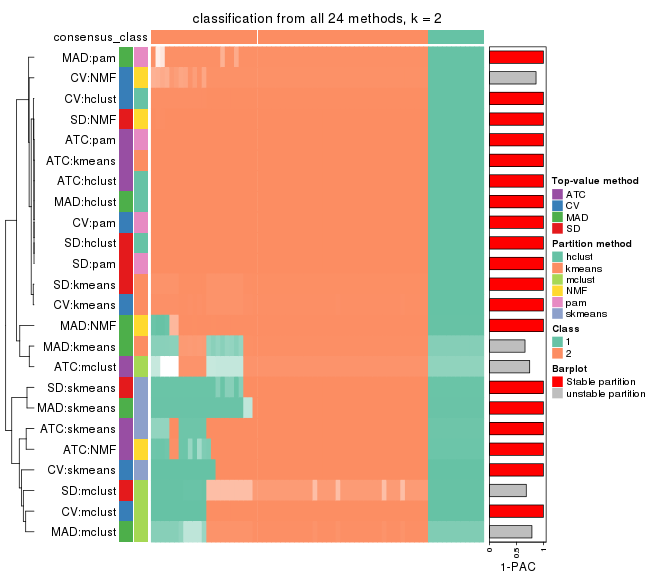 classification from all 24 methods, k = 2
consensus_class
MAD:pam
CV:NMF
CV:hclust
SD:NMF
ATC:pam
ATC:kmeans
ATC:hclust
MAD:hclust
CV:pam
SD:hclust
SD:pam
SD:kmeans
CV:kmeans
MAD:NMF
MAD:kmeans
ATC:mclust
SD:skmeans
MAD:skmeans
ATC:skmeans
ATC:NMF
CV:skmeans
SD:mclust
CV:mclust
MAD:mclust
0
0.5
1
1-PAC
Top-value method
ATC
CV
MAD
SD
Partition method
hclust
kmeans
mclust
NMF
pam
skmeans
Class
1
2
Barplot
Stable partition
unstable partition